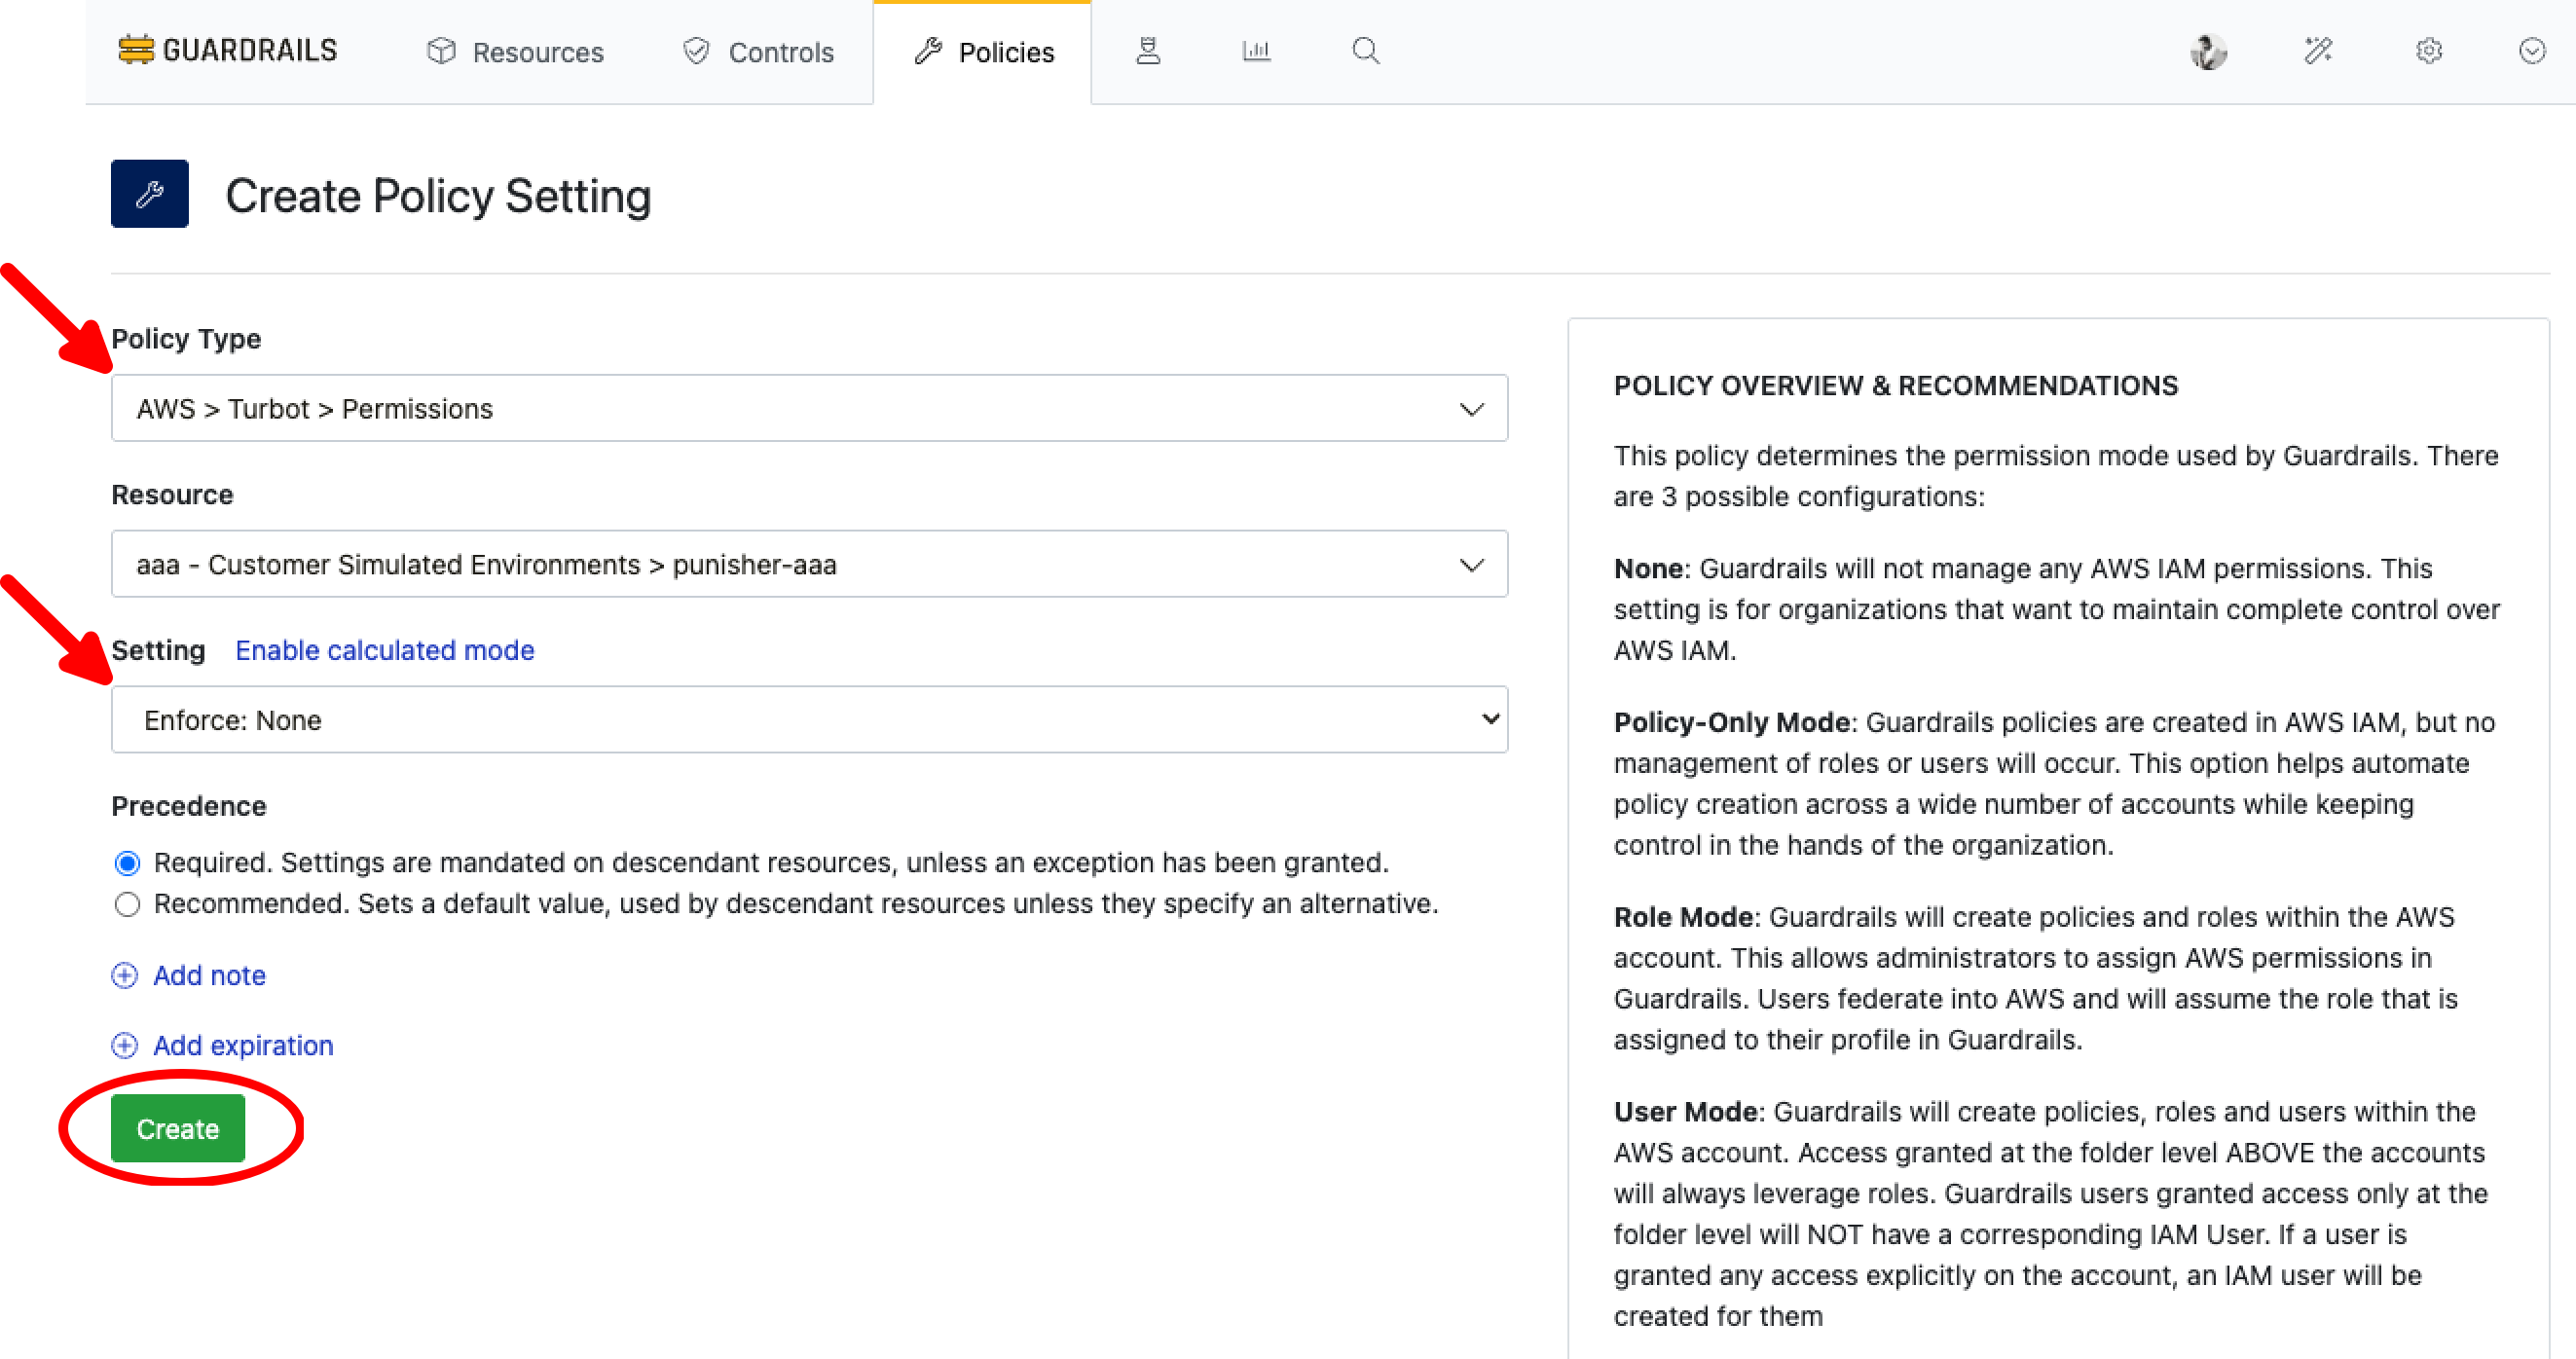 GUARDRAILS
Resources
Controls
Policies
Create Policy Setting
Policy Type
AWS > Turbot > Permissions
Resource
aaa - Customer Simulated Environments > punisher-aaa
Setting Enable calculated mode
Enforce: None
Precedence
Required. Settings are mandated on descendant resources, unless an exception has been granted.
Recommended. Sets a default value, used by descendant resources unless they specify an alternative.
Add note
Add expiration
Create
POLICY OVERVIEW & RECOMMENDATIONS
This policy determines the permission mode used by Guardrails. There
are 3 possible configurations:
None: Guardrails will not manage any AWS IAM permissions. This
setting is for organizations that want to maintain complete control over
AWS IAM.
Policy-Only Mode: Guardrails policies are created in AWS IAM, but no
management of roles or users will occur. This option helps automate
policy creation across a wide number of accounts while keeping
control in the hands of the organization.
Role Mode: Guardrails will create policies and roles within the AWS
account. This allows administrators to assign AWS permissions in
Guardrails. Users federate into AWS and will assume the role that is
assigned to their profile in Guardrails.
User Mode: Guardrails will create policies, roles and users within the
AWS account. Access granted at the folder level ABOVE the accounts
will always leverage roles. Guardrails users granted access only at the
folder level will NOT have a corresponding IAM User. If a user is
granted any access explicitly on the account, an IAM user will be
created for them